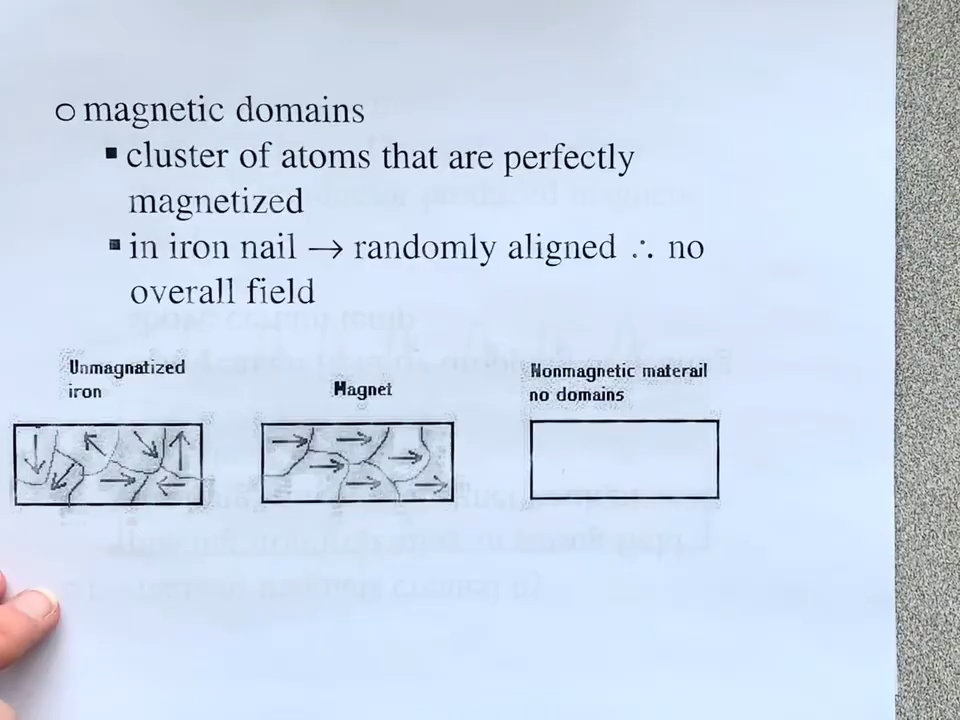 o magnetic domains
▪ cluster of atoms that are perfectly
magnetized
▪ in iron nail → randomly aligned ∴ no
overall field
Unmagnatized
iron
Magnet
Nonmagnetic materail
no domains